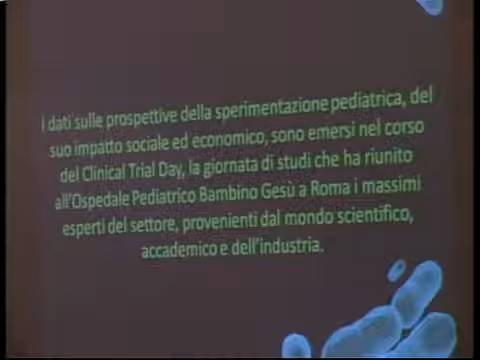 I dati sulle prospettive della sperimentazione pediatrica, del
suo impatto sociale ed economico, sono emersi nel corso
del Clinical Trial Day, la giornata di studi che ha riunito
all'Ospedale Pediatrico Bambino Gesù a Roma i massimi
esperti del settore, provenienti dal mondo scientifico,
accademico e dell'industria.